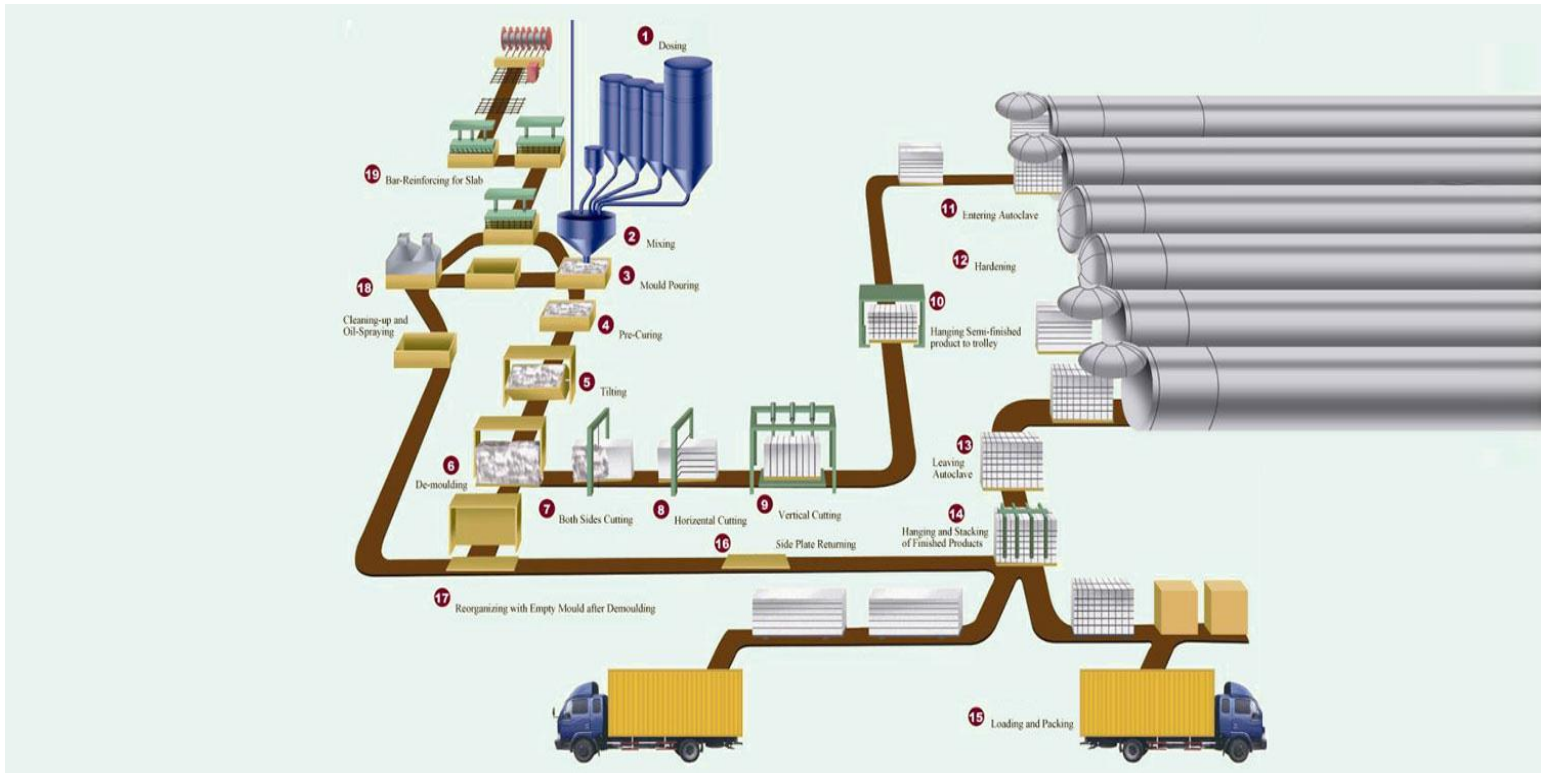 1 Dosing
2 Mixing
3 Mould Pouring
4 Pre-Curing
5 Tilting
6 De-moulding
7 Both Sides Cutting
8 Horizental Cutting
9 Vertical Cutting
10 Hanging Semi-finished
product to trolley
11 Entering Autoclave
12 Hardening
13 Leaving
Autoclave
14 Hanging and Stacking
of Finished Products
15 Loading and Packing
16 Side Plate Returning
17 Reorganizing with Empty Mould after Demoulding
18 Cleaning-up and
Oil-Spraying
19 Bar-Reinforcing for Slab